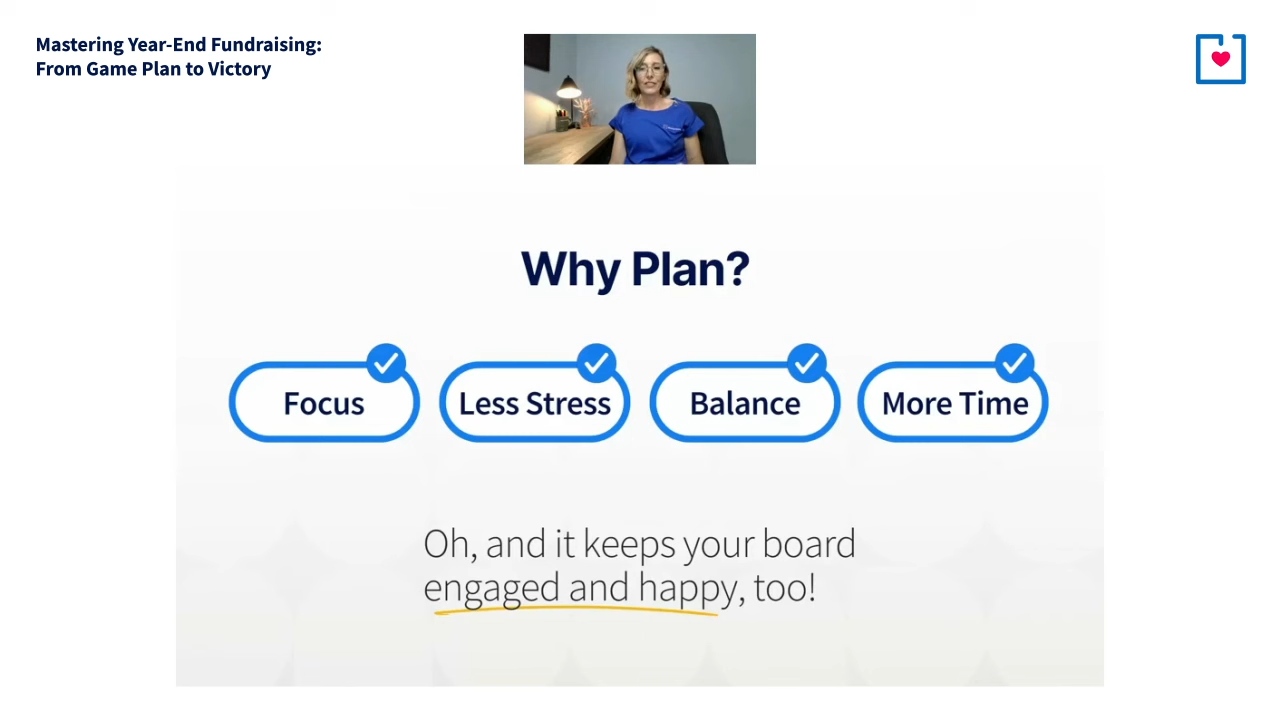 Mastering Year-End Fundraising:
From Game Plan to Victory
Why Plan?
Focus
Less Stress
Balance
More Time
Oh, and it keeps your board
engaged and happy, too!